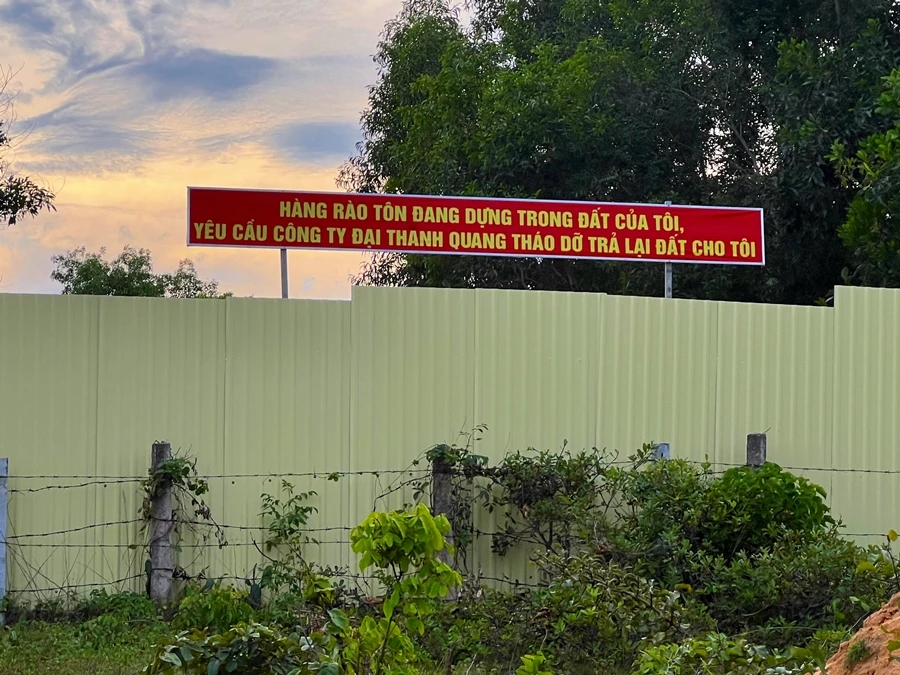 HÀNG RÀO TÔN ĐANG DỰNG TRONG ĐẤT CỦA TÔI,
YÊU CẦU CÔNG TY ĐẠI THANH QUANG THÁO DỠ TRẢ LẠI ĐẤT CHO TÔI